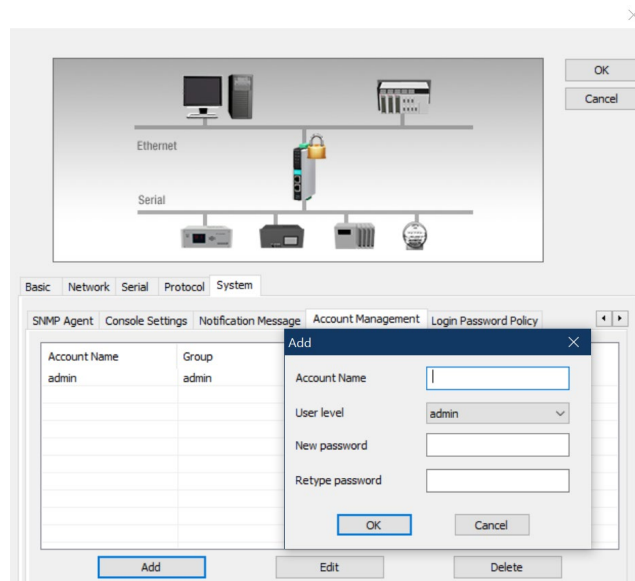 OK
Cancel
Ethernet
Serial
Basic Network Serial Protocol System
SNMP Agent Console Settings Notification Message Account Management Login Password Policy
Account Name Group
admin admin
Add
Account Name
User level admin
New password
Retype password
OK Cancel
Add Edit Delete